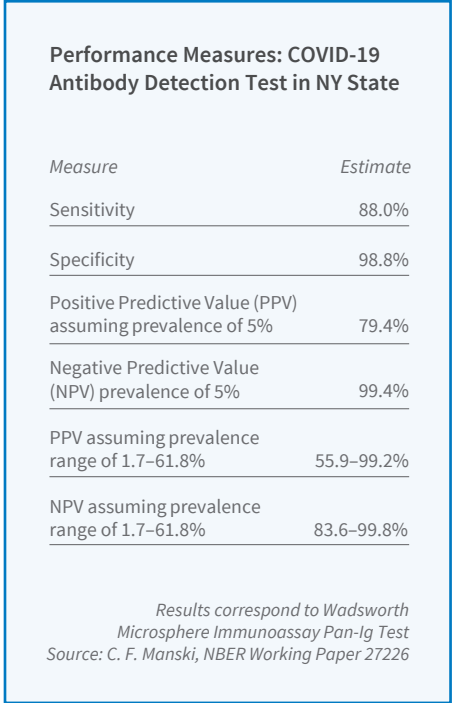 Performance Measures: COVID-19
Antibody Detection Test in NY State
Measure Estimate
Sensitivity 88.0%
Specificity 98.8%
Positive Predictive Value (PPV)
assuming prevalence of 5% 79.4%
Negative Predictive Value
(NPV) prevalence of 5% 99.4%
PPV assuming prevalence
range of 1.7–61.8% 55.9–99.2%
NPV assuming prevalence
range of 1.7–61.8% 83.6–99.8%
Results correspond to Wadsworth
Microsphere Immunoassay Pan-Ig Test
Source: C. F. Manski, NBER Working Paper 27226